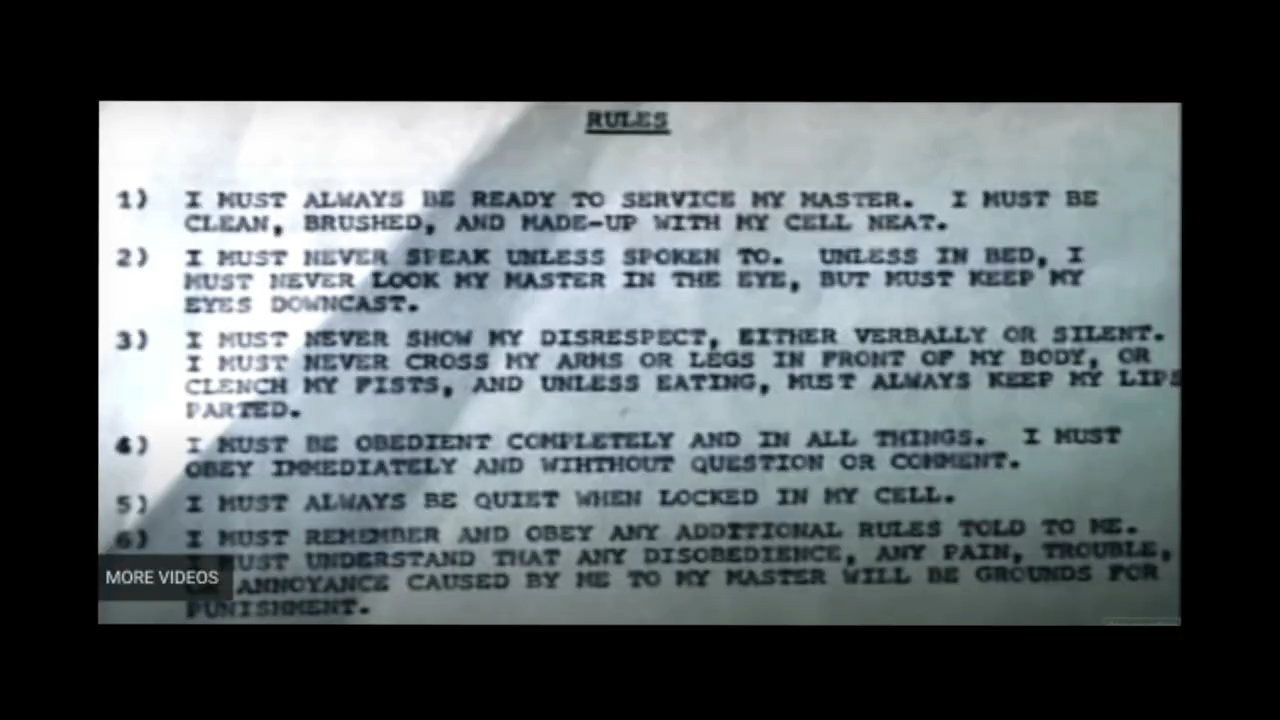 RULES
1) I MUST ALWAYS BE READY TO SERVICE MY MASTER. I MUST BE
CLEAN, BRUSHED, AND MADE-UP WITH MY CELL NEAT.
2) I MUST NEVER SPEAK UNLESS SPOKEN TO. UNLESS IN BED, I
MUST NEVER LOOK MY MASTER IN THE EYE, BUT MUST KEEP MY
EYES DOWNCAST.
3) I MUST NEVER SHOW MY DISRESPECT, EITHER VERBALLY OR SILENT.
I MUST NEVER CROSS MY ARMS OR LEGS IN FRONT OF MY BODY, OR
CLENCH MY FISTS, AND UNLESS EATING, MUST ALWAYS KEEP MY LIPS
PARTED.
4) I MUST BE OBEDIENT COMPLETELY AND IN ALL THINGS. I MUST
OBEY IMMEDIATELY AND WIHTHOUT QUESTION OR COMMENT.
5) I MUST ALWAYS BE QUIET WHEN LOCKED IN MY CELL.
6) I MUST REMEMBER AND OBEY ANY ADDITIONAL RULES TOLD TO ME.
I MUST UNDERSTAND THAT ANY DISOBEDIENCE, ANY PAIN, TROUBLE,
OR ANNOYANCE CAUSED BY ME TO MY MASTER WILL BE GROUNDS FOR
PUNISHMENT.
MORE VIDEOS